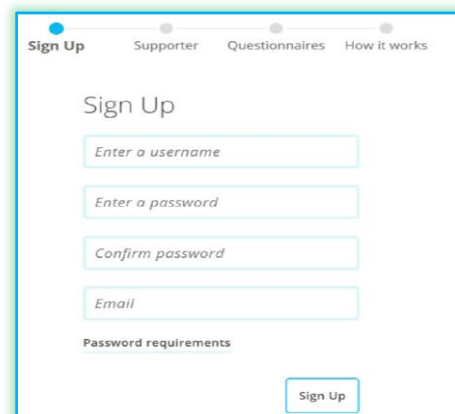 Sign Up Supporter Questionnaires How it works
Sign Up
Enter a username
Enter a password
Confirm password
Email
Password requirements
Sign Up